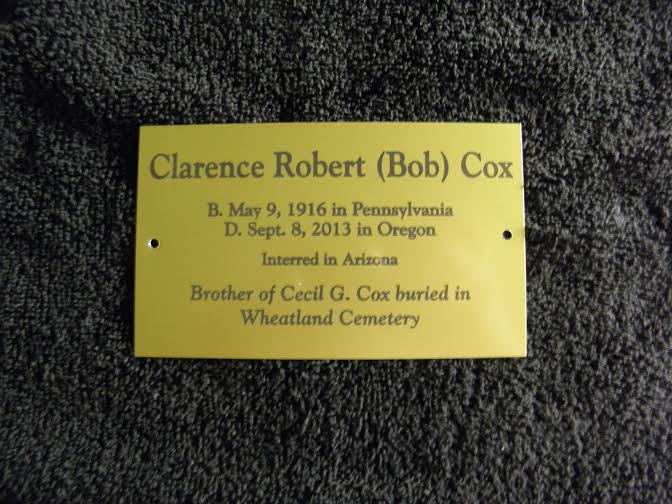 Clarence Robert (Bob) Cox
B. May 9, 1916 in Pennsylvania
D. Sept. 8, 2013 in Oregon
Interred in Arizona
Brother of Cecil G. Cox buried in
Wheatland Cemetery